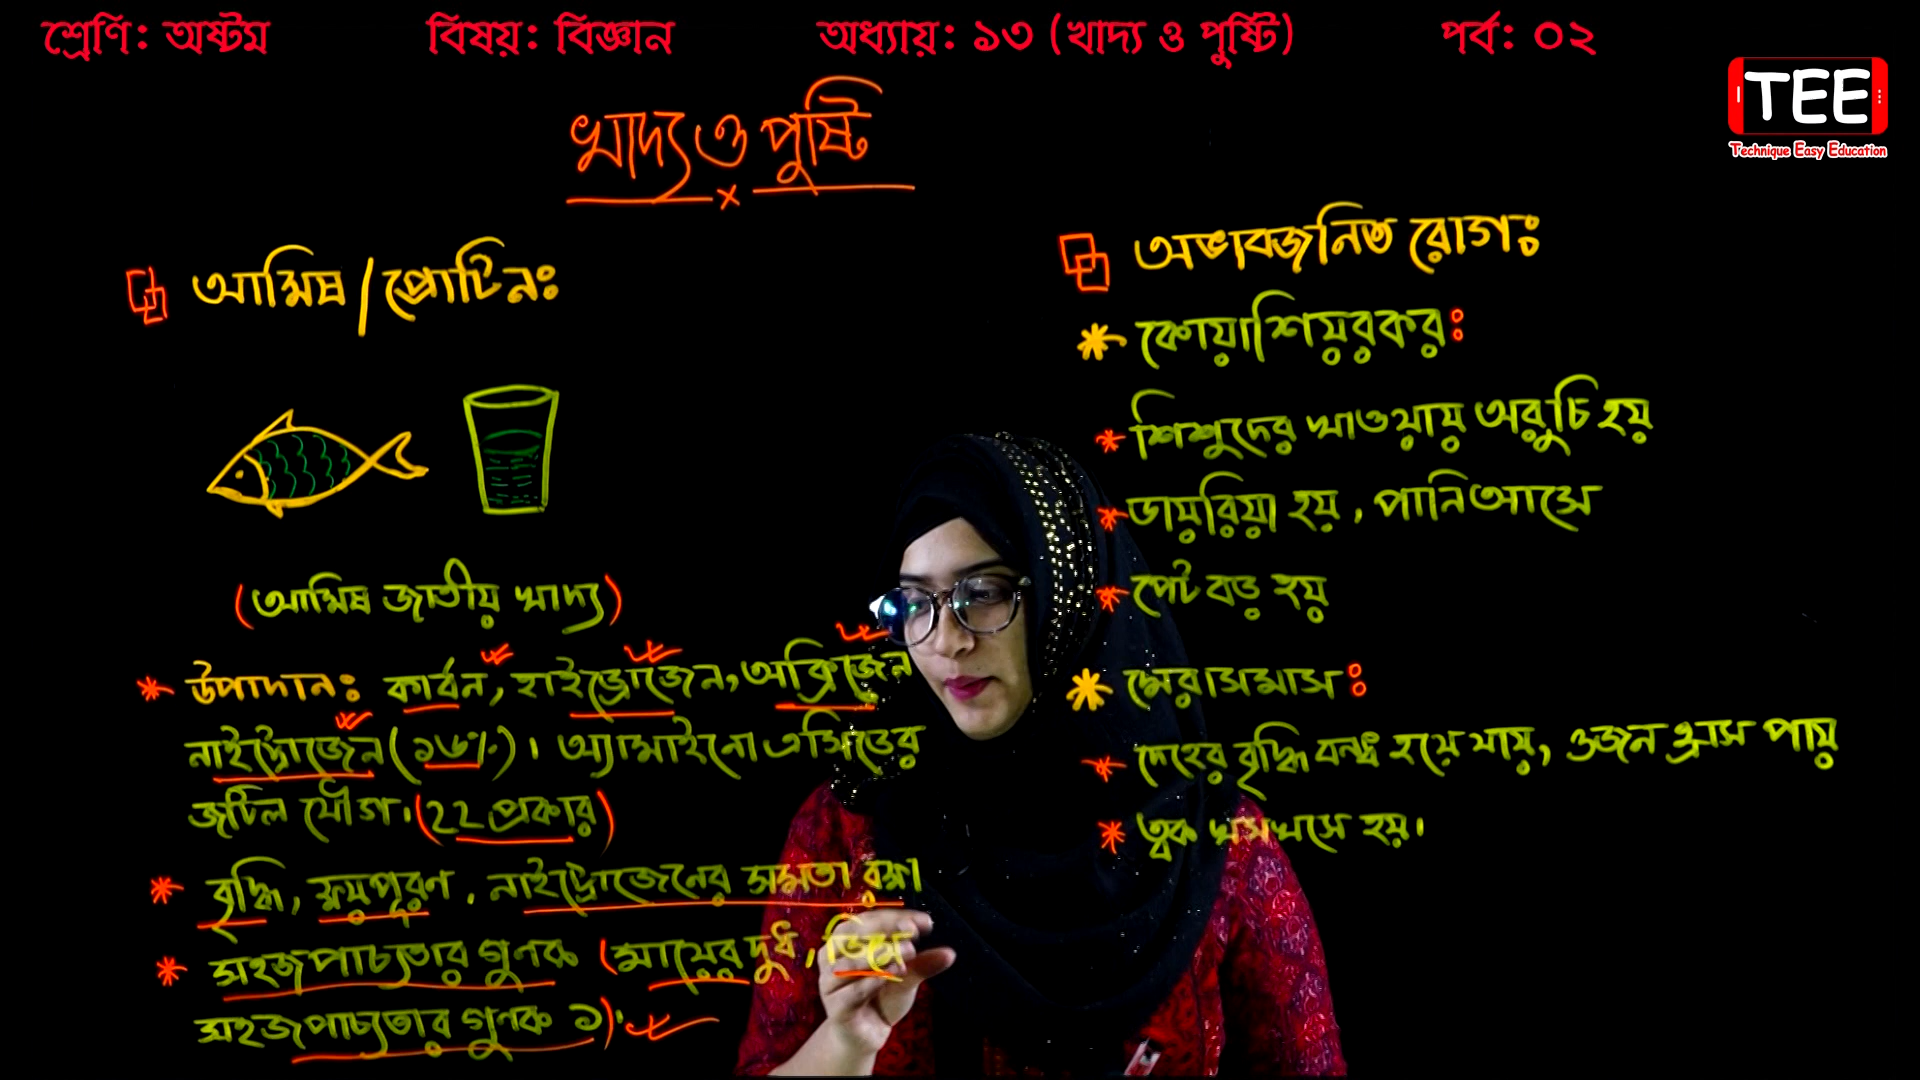 শ্রেণি: অষ্টম বিষয়: বিজ্ঞান অধ্যায়: ১৩ (খাদ্য ও পুষ্টি) পর্ব: ০২
TEE
Technique Easy Education
খাদ্য ও পুষ্টি
আমিষ / প্রোটিনঃ
(আমিষ জাতীয় খাদ্য)
* উপাদানঃ কার্বন, হাইড্রোজেন, অক্সিজেন
নাইট্রোজেন (১৬%)। অ্যামাইনো এসিডের
জটিল যৌগ। (22 প্রকার)
* বৃদ্ধি, ক্ষয়পূরণ, নাইট্রোজেনের সমতা রক্ষা
* সহজপাচ্যতার গুণক (মায়ের দুধ, ডিমে
সহজপাচ্যতার গুণক ১)।
অভাবজনিত রোগঃ
* কোয়াশিয়রকরঃ
* শিশুদের খাওয়ায় অরুচি হয়
* ডায়রিয়া হয়, পানি আসে
* পেট বড় হয়
* মেরাসমাসঃ
* দেহের বৃদ্ধি বন্ধ হয়ে যায়, ওজন হ্রাস পায়
* ত্বক খসখসে হয়।